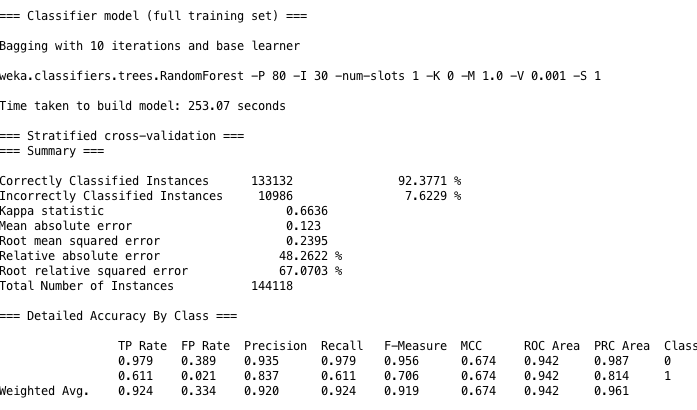 === Classifier model (full training set) ===
Bagging with 10 iterations and base learner
weka.classifiers.trees.RandomForest -P 80 -I 30 -num-slots 1 -K 0 -M 1.0 -V 0.001 -S 1
Time taken to build model: 253.07 seconds
=== Stratified cross-validation ===
=== Summary ===
Correctly Classified Instances 133132 92.3771 %
Incorrectly Classified Instances 10986 7.6229 %
Kappa statistic 0.6636
Mean absolute error 0.123
Root mean squared error 0.2395
Relative absolute error 48.2622 %
Root relative squared error 67.0703 %
Total Number of Instances 144118
=== Detailed Accuracy By Class ===
TP Rate FP Rate Precision Recall F-Measure MCC ROC Area PRC Area Class
0.979 0.389 0.935 0.979 0.956 0.674 0.942 0.987 0
0.611 0.021 0.837 0.611 0.706 0.674 0.942 0.814 1
Weighted Avg. 0.924 0.334 0.920 0.924 0.919 0.674 0.942 0.961